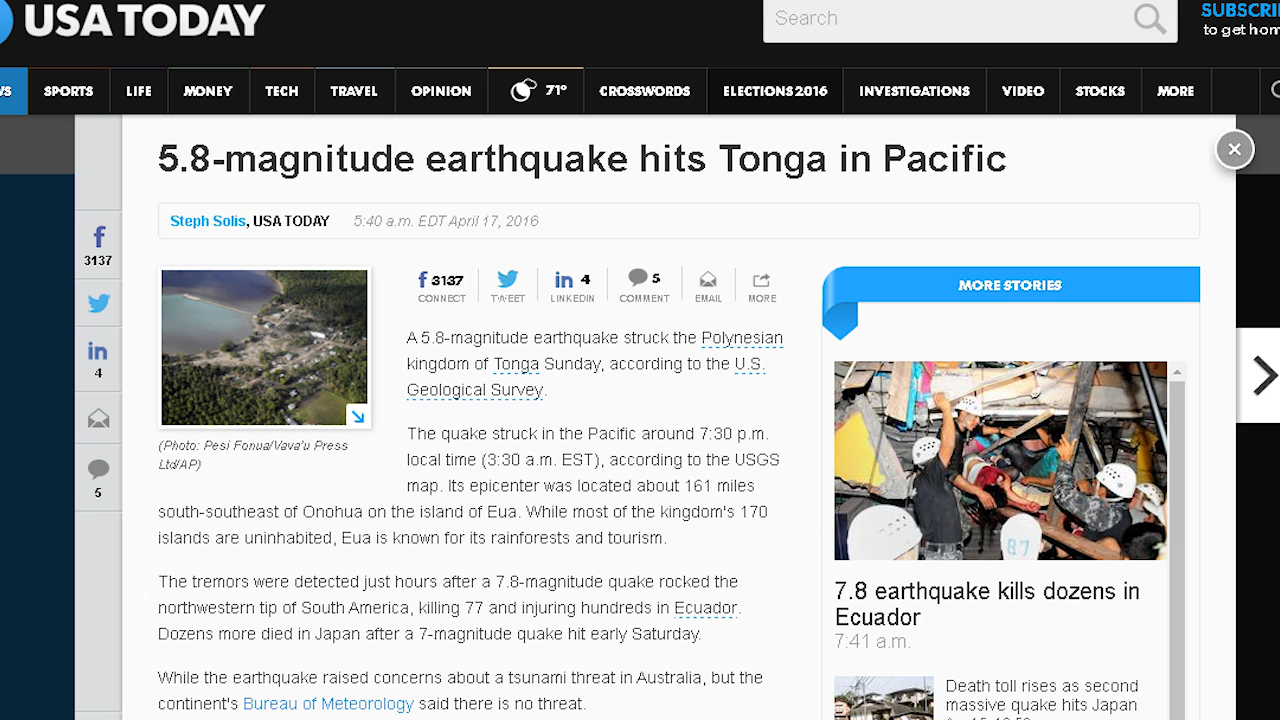 USA TODAY
Search
SUBSCRI
to get hom
WS
SPORTS
LIFE
MONEY
TECH
TRAVEL
OPINION
71°
CROSSWORDS
ELECTIONS 2016
INVESTIGATIONS
VIDEO
STOCKS
MORE
5.8-magnitude earthquake hits Tonga in Pacific
Steph Solis, USA TODAY 5:40 a.m. EDT April 17, 2016
3137
4
5
(Photo: Pesi Fonua/Vava'u Press
Ltd/AP)
3137
CONNECT
TWEET
4
LINKEDIN
5
COMMENT
EMAIL
MORE
A 5.8-magnitude earthquake struck the Polynesian
kingdom of Tonga Sunday, according to the U.S.
Geological Survey.
The quake struck in the Pacific around 7:30 p.m.
local time (3:30 a.m. EST), according to the USGS
map. Its epicenter was located about 161 miles
south-southeast of Onohua on the island of Eua. While most of the kingdom's 170
islands are uninhabited, Eua is known for its rainforests and tourism.
The tremors were detected just hours after a 7.8-magnitude quake rocked the
northwestern tip of South America, killing 77 and injuring hundreds in Ecuador.
Dozens more died in Japan after a 7-magnitude quake hit early Saturday.
While the earthquake raised concerns about a tsunami threat in Australia, but the
continent's Bureau of Meteorology said there is no threat.
MORE STORIES
87
7.8 earthquake kills dozens in
Ecuador
7:41 a.m.
Death toll rises as second
massive quake hits Japan